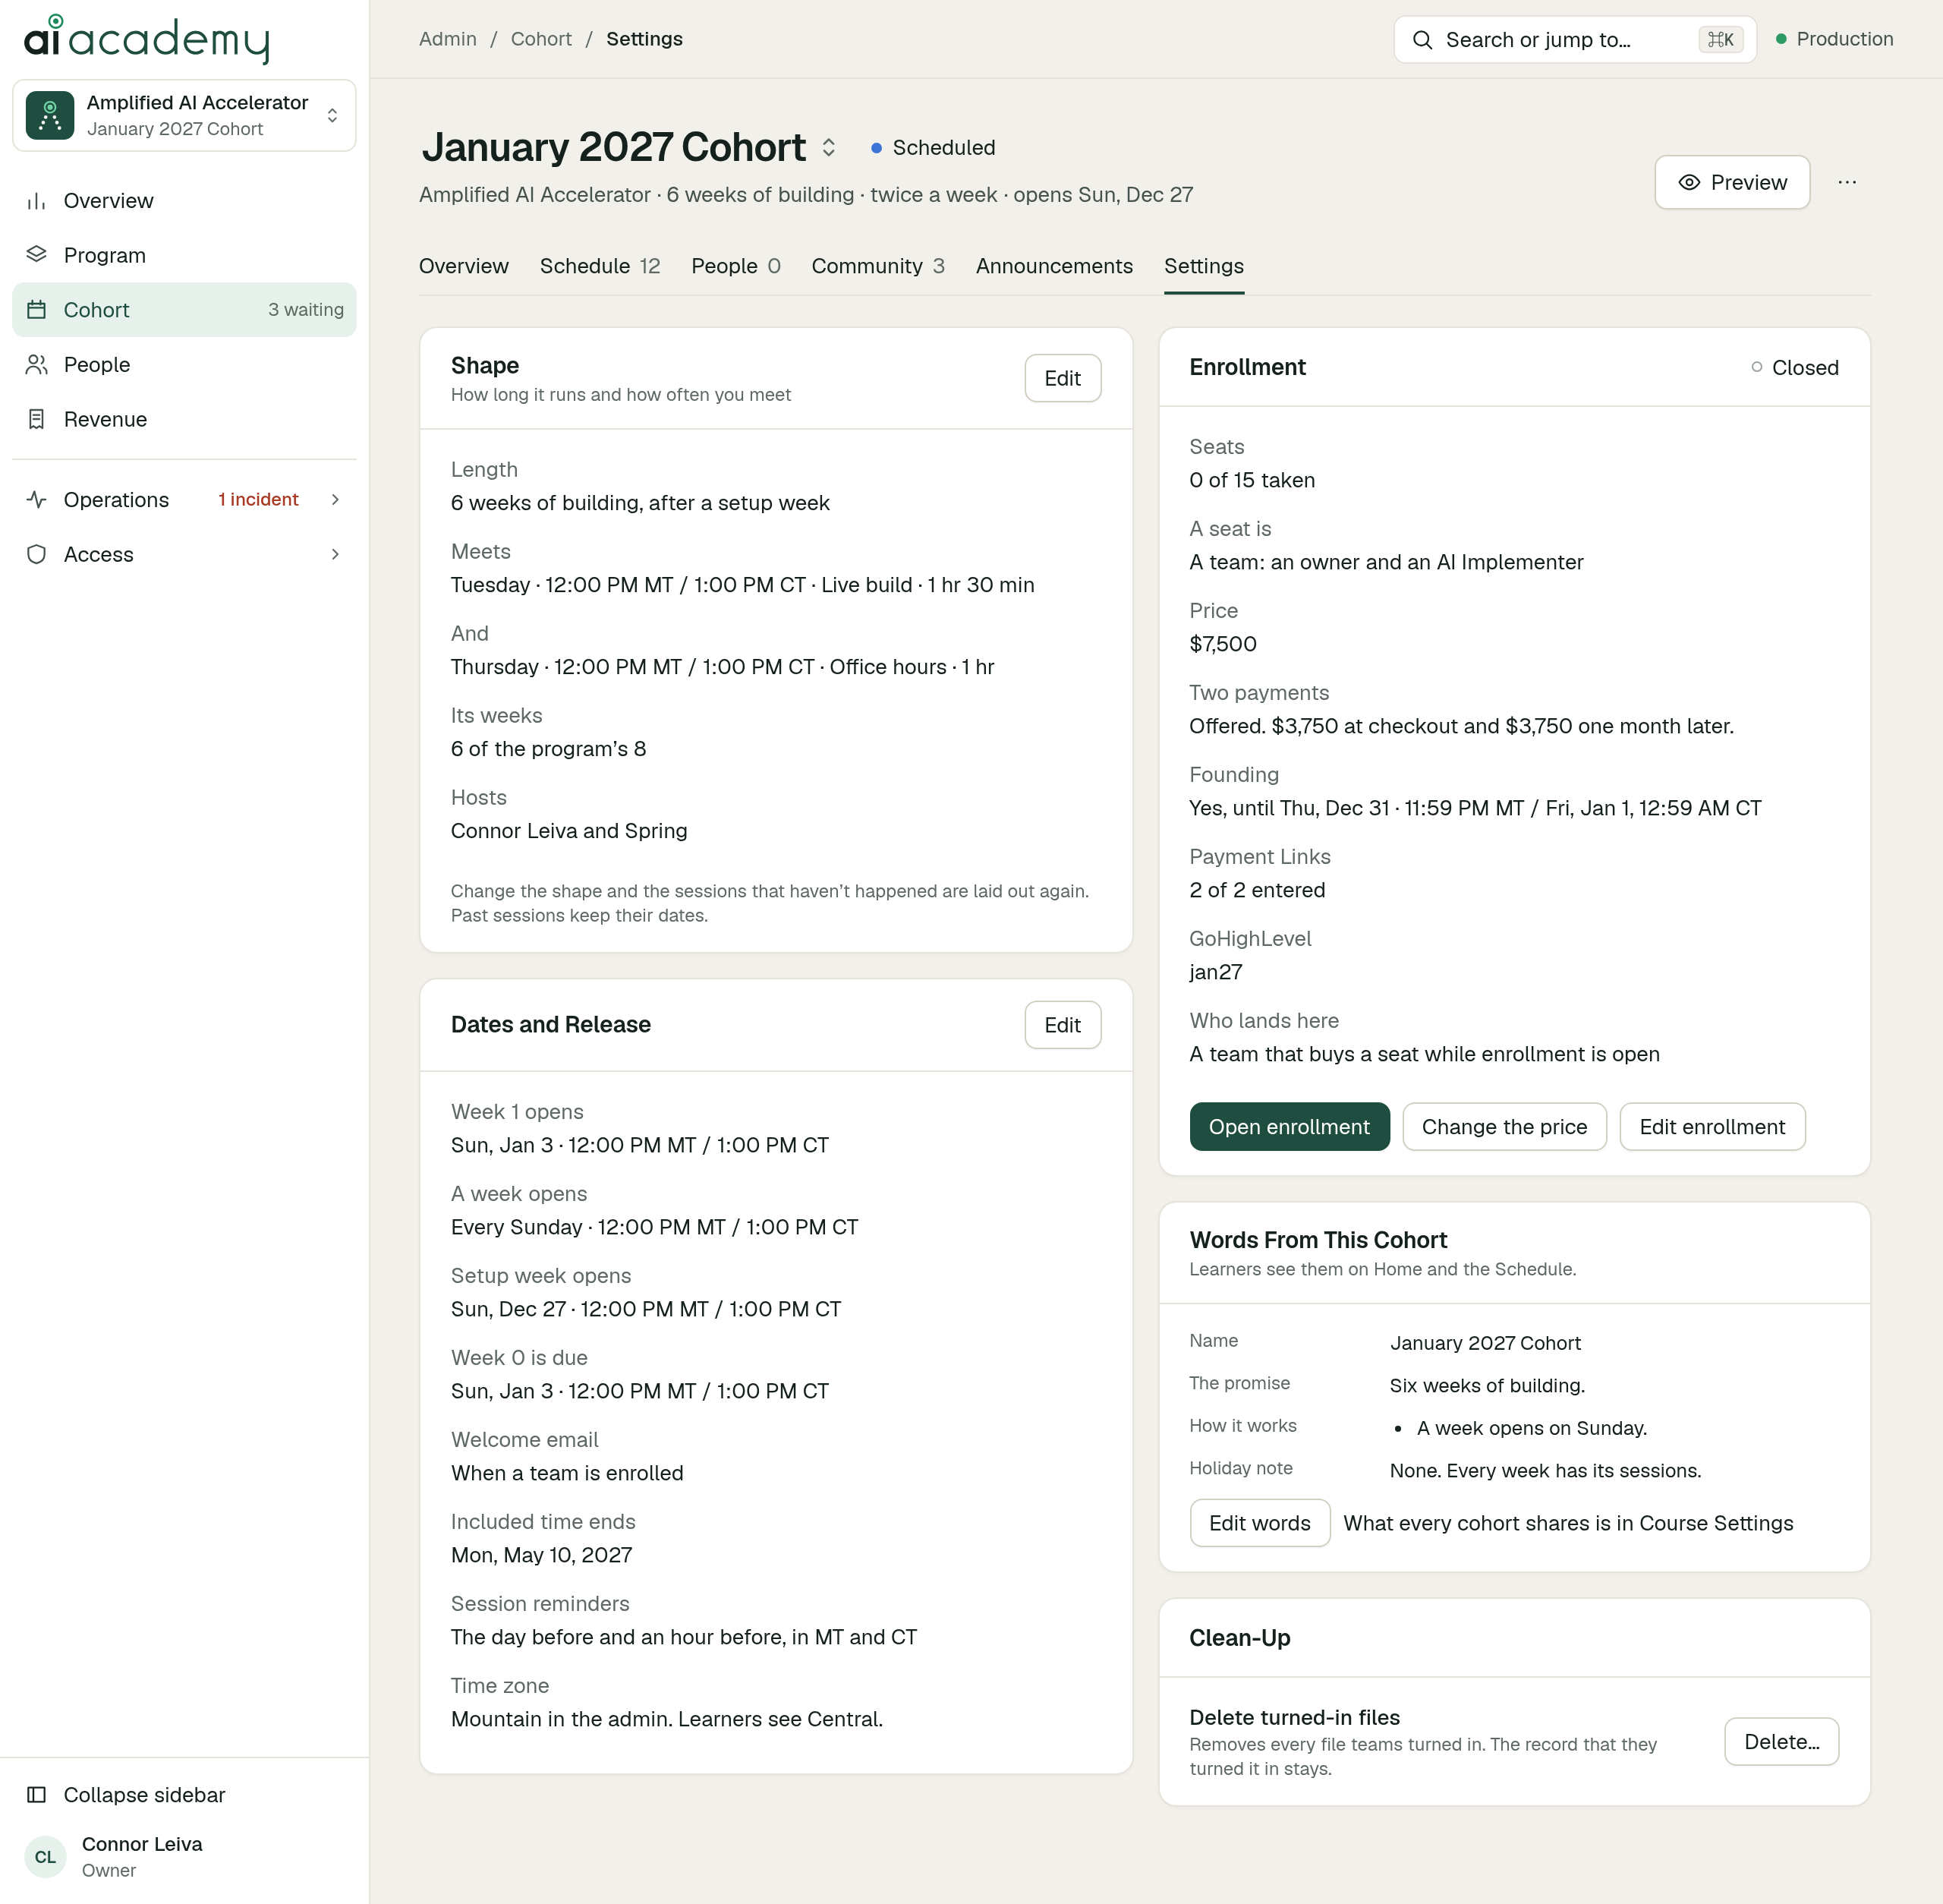 ai academy
Amplified AI Accelerator
January 2027 Cohort
Overview
Program
Cohort 3 waiting
People
Revenue
Operations 1 incident
Access
Collapse sidebar
CL
Connor Leiva
Owner
Admin / Cohort / Settings
Search or jump to... ⌘K
Production
January 2027 Cohort
Scheduled
Amplified AI Accelerator · 6 weeks of building · twice a week · opens Sun, Dec 27
Preview
Overview Schedule 12 People 0 Community 3 Announcements Settings
Shape
How long it runs and how often you meet
Edit
Length
6 weeks of building, after a setup week
Meets
Tuesday · 12:00 PM MT / 1:00 PM CT · Live build · 1 hr 30 min
And
Thursday · 12:00 PM MT / 1:00 PM CT · Office hours · 1 hr
Its weeks
6 of the program’s 8
Hosts
Connor Leiva and Spring
Change the shape and the sessions that haven’t happened are laid out again.
Past sessions keep their dates.
Dates and Release
Edit
Week 1 opens
Sun, Jan 3 · 12:00 PM MT / 1:00 PM CT
A week opens
Every Sunday · 12:00 PM MT / 1:00 PM CT
Setup week opens
Sun, Dec 27 · 12:00 PM MT / 1:00 PM CT
Week 0 is due
Sun, Jan 3 · 12:00 PM MT / 1:00 PM CT
Welcome email
When a team is enrolled
Included time ends
Mon, May 10, 2027
Session reminders
The day before and an hour before, in MT and CT
Time zone
Mountain in the admin. Learners see Central.
Enrollment
Closed
Seats
0 of 15 taken
A seat is
A team: an owner and an AI Implementer
Price
$7,500
Two payments
Offered. $3,750 at checkout and $3,750 one month later.
Founding
Yes, until Thu, Dec 31 · 11:59 PM MT / Fri, Jan 1, 12:59 AM CT
Payment Links
2 of 2 entered
GoHighLevel
jan27
Who lands here
A team that buys a seat while enrollment is open
Open enrollment Change the price Edit enrollment
Words From This Cohort
Learners see them on Home and the Schedule.
Name January 2027 Cohort
The promise Six weeks of building.
How it works • A week opens on Sunday.
Holiday note None. Every week has its sessions.
Edit words What every cohort shares is in Course Settings
Clean-Up
Delete turned-in files
Removes every file teams turned in. The record that they
turned it in stays.
Delete...